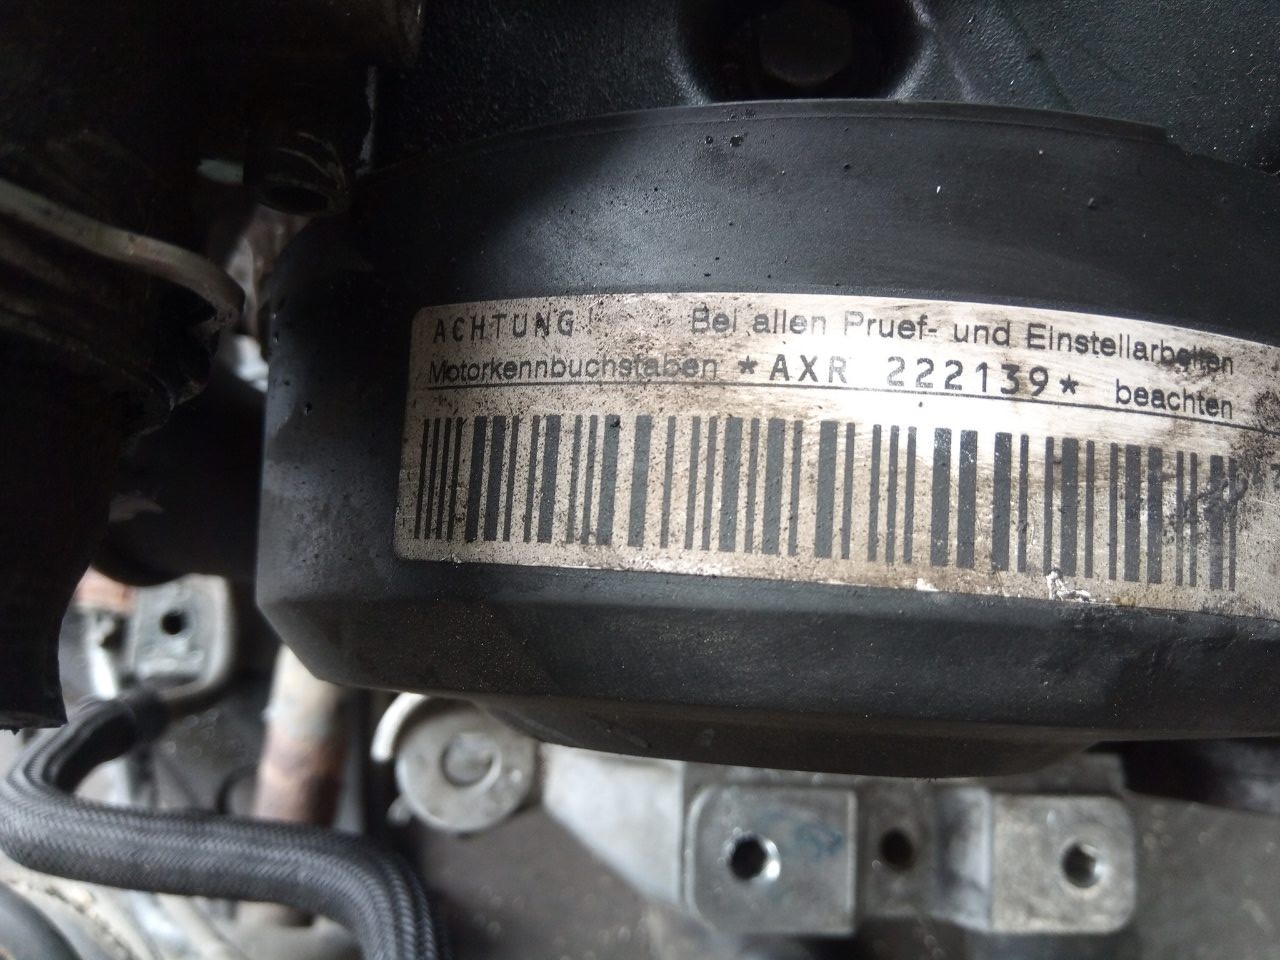 ACHTUNG! Bei allen Pruef- und Einstellarbeiten
Motorkennbuchstaben *AXR 222139* beachten